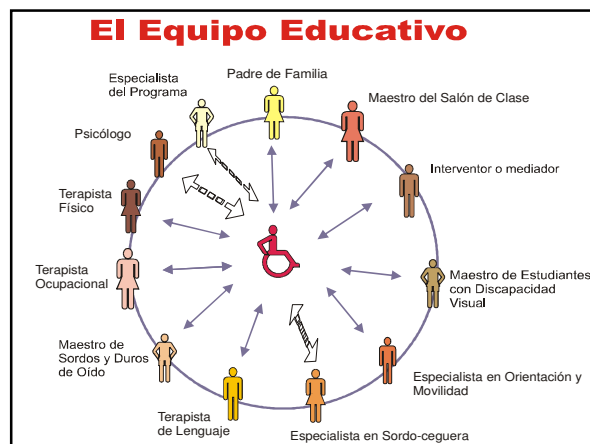 El Equipo Educativo
Padre de Familia
Especialista
del Programa
Maestro del Salón de Clase
Psicólogo
Interventor o mediador
Terapista
Físico
Terapista
Ocupacional
Maestro de Estudiantes
con Discapacidad
Visual
Maestro de
Sordos y Duros
de Oído
Especialista en Orientación y
Movilidad
Terapista
de Lenguaje
Especialista en Sordo-ceguera